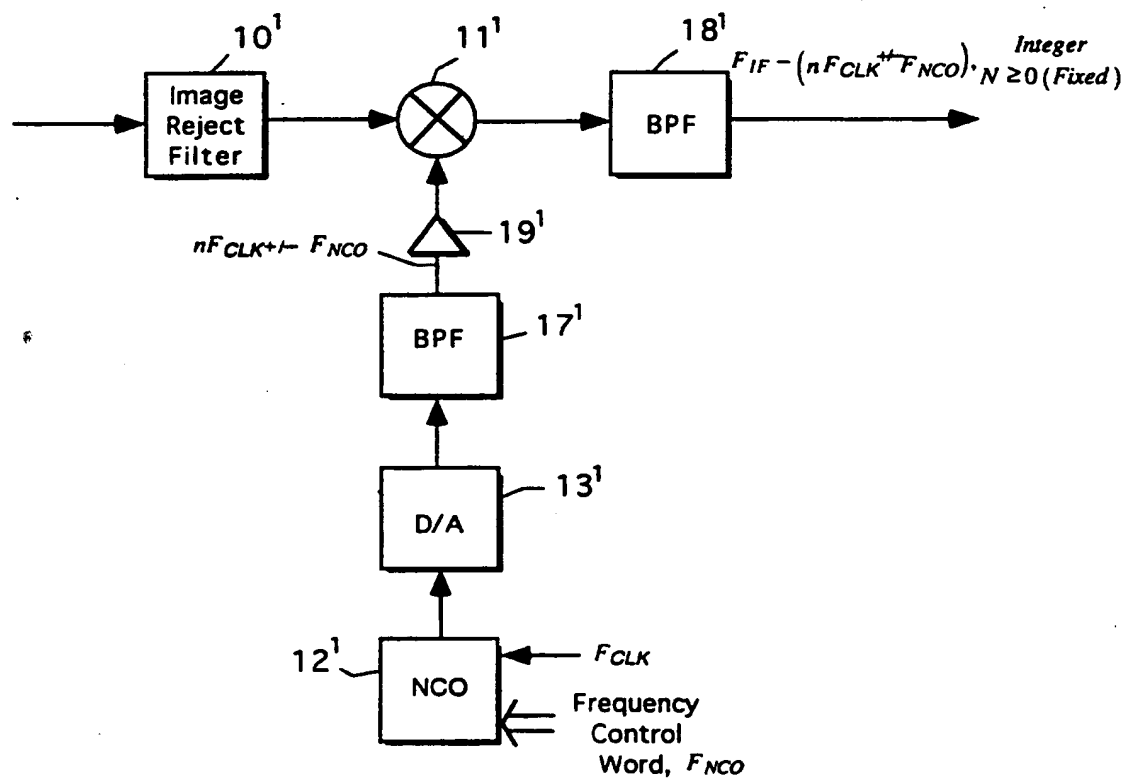 10¹
11¹
18¹
F_IF − (nF_CLK +/− F_NCO), Integer
N ≥0 (Fixed)
Image
Reject
Filter
BPF
19¹
nF_CLK+/− F_NCO
BPF
17¹
13¹
D/A
12¹
NCO
F_CLK
Frequency
Control
Word, F_NCO